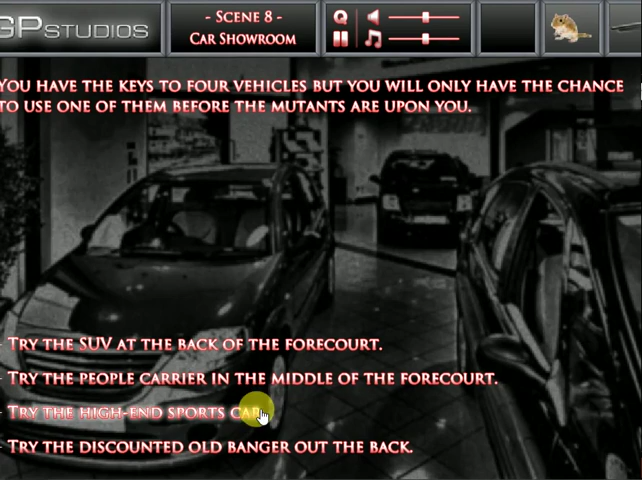 GPSTUDIOS
- SCENE 8 -
CAR SHOWROOM
Q
YOU HAVE THE KEYS TO FOUR VEHICLES BUT YOU WILL ONLY HAVE THE CHANCE
TO USE ONE OF THEM BEFORE THE MUTANTS ARE UPON YOU.
- TRY THE SUV AT THE BACK OF THE FORECOURT.
- TRY THE PEOPLE CARRIER IN THE MIDDLE OF THE FORECOURT.
- TRY THE HIGH-END SPORTS CAR
- TRY THE DISCOUNTED OLD BANGER OUT THE BACK.